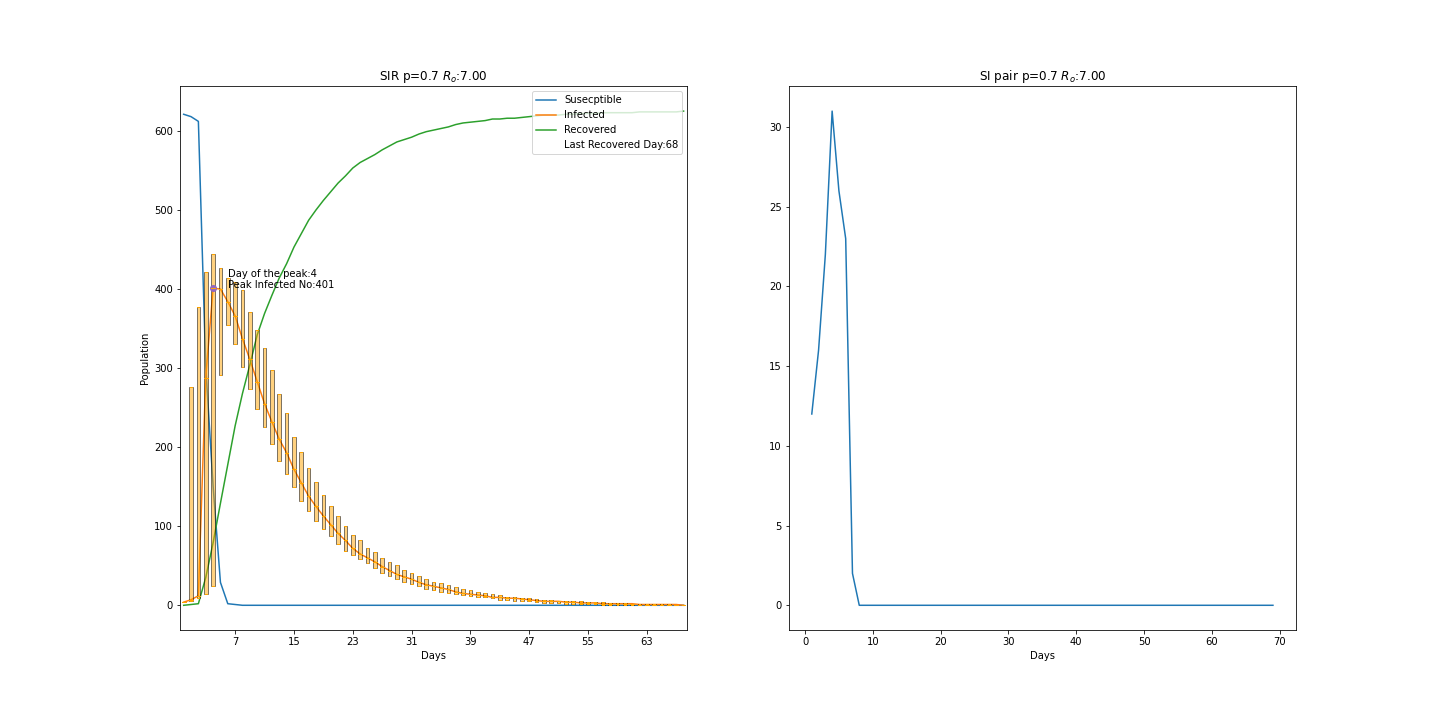 SIR p=0.7 Rₒ:7.00
Susecptible
Infected
Recovered
Last Recovered Day:68
Day of the peak:4
Peak Infected No:401
Population
600
500
400
300
200
100
0
7 15 23 31 39 47 55 63
Days
SI pair p=0.7 Rₒ:7.00
30
25
20
15
10
5
0
0 10 20 30 40 50 60 70
Days